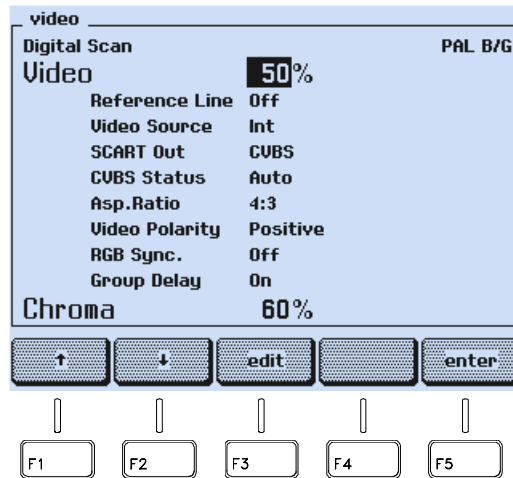 video
Digital Scan PAL B/G
Video 50%
Reference Line Off
Video Source Int
SCART Out CVBS
CVBS Status Auto
Asp.Ratio 4:3
Video Polarity Positive
RGB Sync. Off
Group Delay On
Chroma 60%
↑ ↓ edit enter
F1 F2 F3 F4 F5